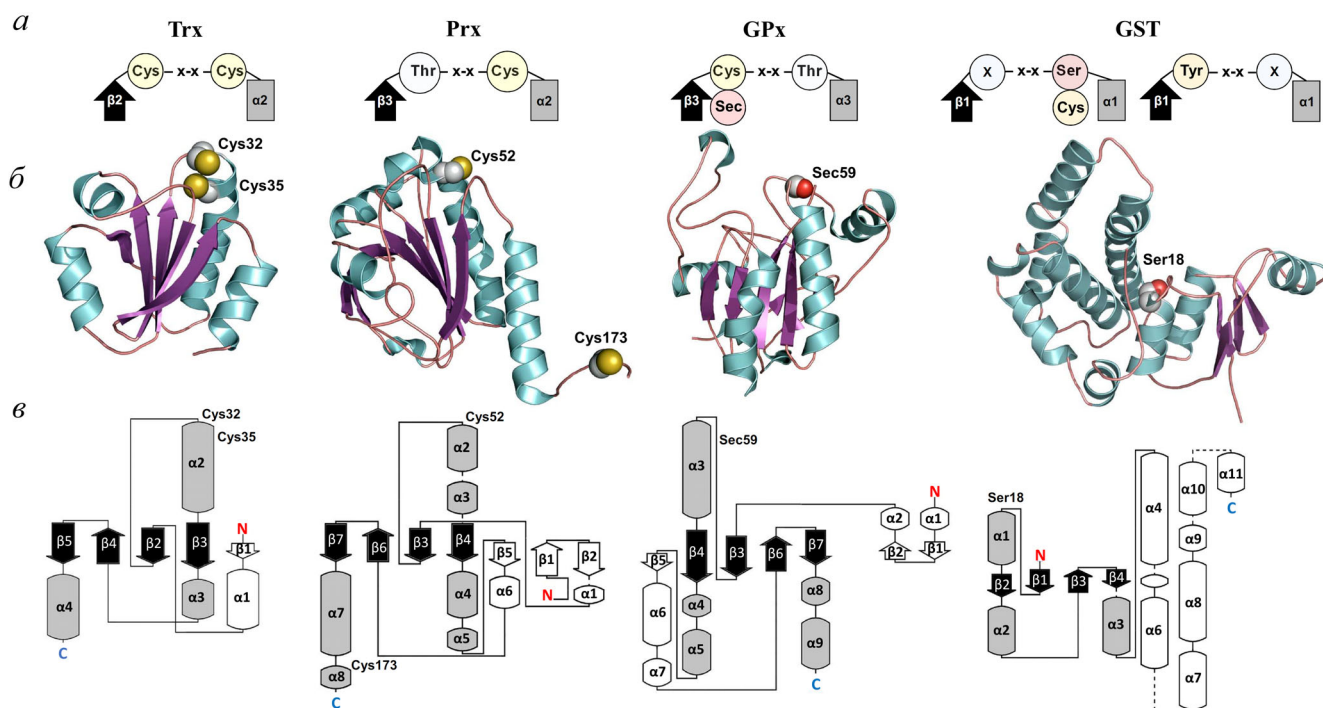 а
Trx
Prx
GPx
GST
Cys x-x Cys
β2
α2
Thr x-x Cys
β3
α2
Cys x-x Thr
β3
Sec
α3
X x-x Ser
β1
Cys
α1
Tyr x-x X
β1
α1
б
Cys32
Cys35
Cys52
Cys173
Sec59
Ser18
в
Cys32
Cys35
α2
N
β5
β4
β2
β3
β1
α4
α3
α1
C
Cys52
α2
α3
β7
β6
β3
β4
β5
β1
β2
α7
α4
α6
N
α1
α5
α8
Cys173
C
α3
Sec59
N
α2
α1
β5
β4
β3
β6
β7
β2
β1
α6
α4
α8
α5
α9
α7
C
Ser18
α1
N
β2
β1
β3
β4
α2
α3
α4
α6
α10
α11
C
α9
α8
α7